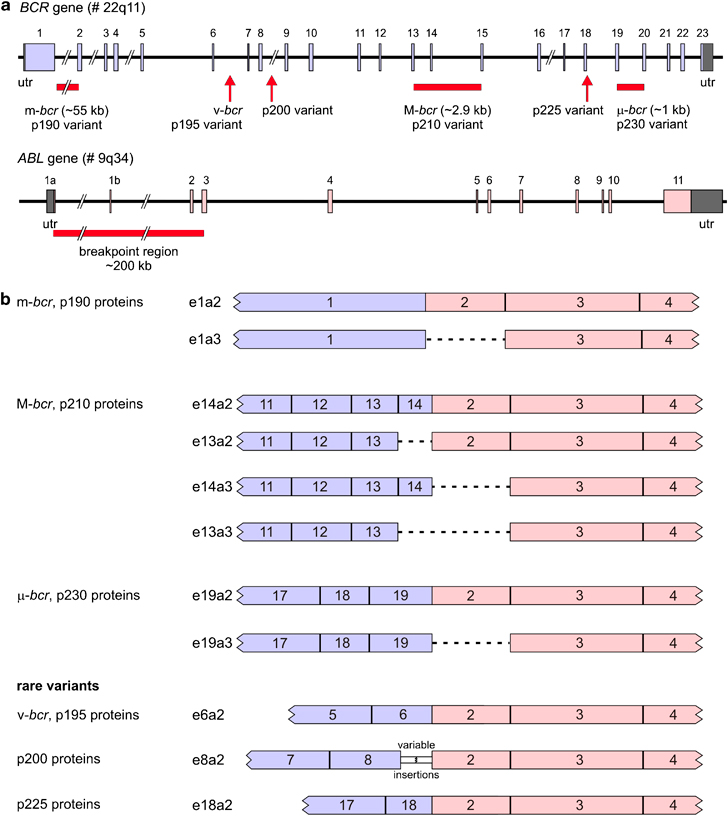 a BCR gene (# 22q11)
1 2 3 4 5 6 7 8 9 10 11 12 13 14 15 16 17 18 19 20 21 22 23
utr utr
m-bcr (~55 kb) v-bcr p200 variant M-bcr (~2.9 kb) p225 variant μ-bcr (~1 kb)
p190 variant p195 variant p210 variant p230 variant
ABL gene (# 9q34)
1a 1b 2 3 4 5 6 7 8 9 10 11
utr utr
breakpoint region
~200 kb
b m-bcr, p190 proteins e1a2 1 2 3 4
e1a3 1 3 4
M-bcr, p210 proteins e14a2 11 12 13 14 2 3 4
e13a2 11 12 13 2 3 4
e14a3 11 12 13 14 3 4
e13a3 11 12 13 3 4
μ-bcr, p230 proteins e19a2 17 18 19 2 3 4
e19a3 17 18 19 3 4
rare variants
v-bcr, p195 proteins e6a2 5 6 2 3 4
variable
p200 proteins e8a2 7 8 2 3 4
insertions
p225 proteins e18a2 17 18 2 3 4